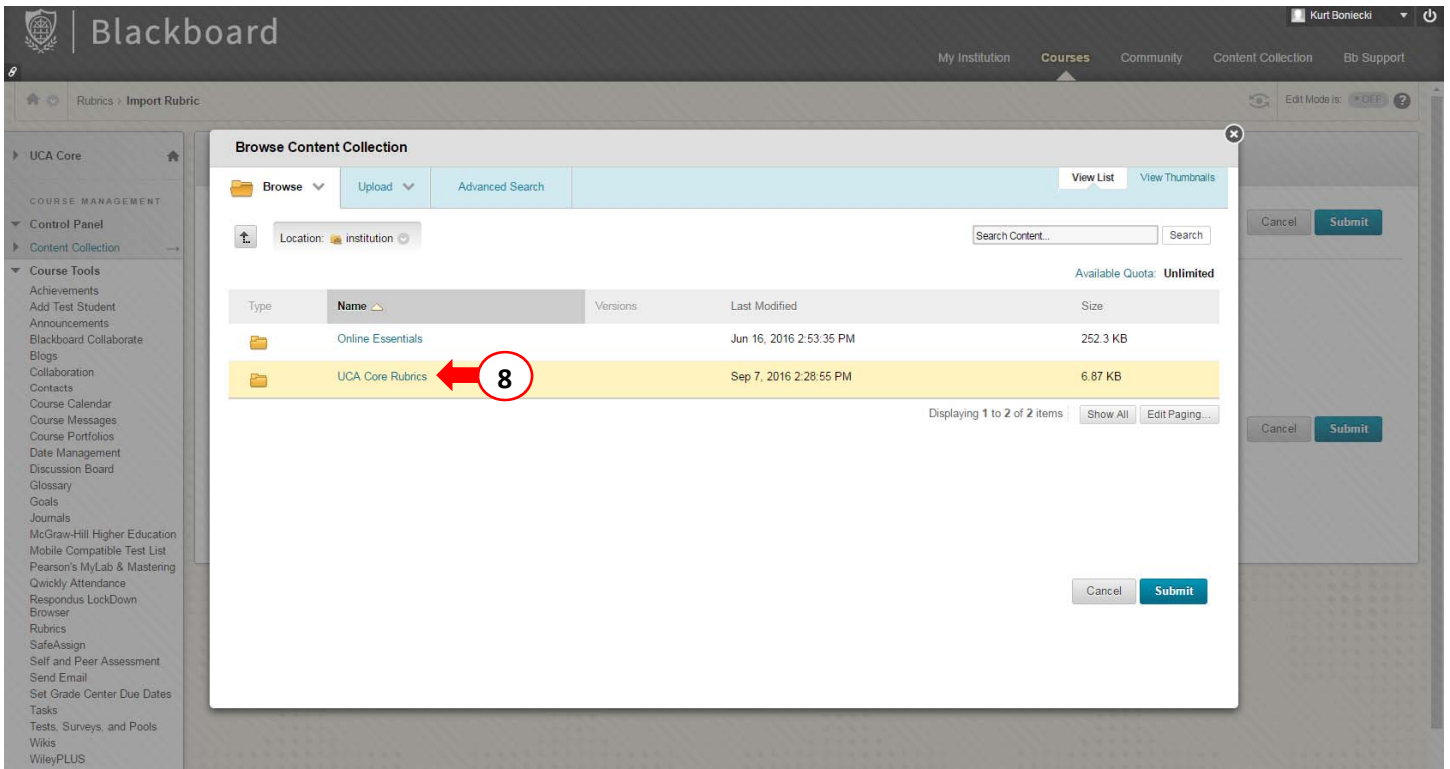 Kurt Boniecki
Blackboard
My Institution Courses Community Content Collection Bb Support
Rubrics > Import Rubric
Edit Mode is: OFF ?
UCA Core
COURSE MANAGEMENT
Control Panel
Content Collection
Course Tools
Achievements
Add Test Student
Announcements
Blackboard Collaborate
Blogs
Collaboration
Contacts
Course Calendar
Course Messages
Course Portfolios
Date Management
Discussion Board
Glossary
Goals
Journals
McGraw-Hill Higher Education
Mobile Compatible Test List
Pearson's MyLab & Mastering
Qwickly Attendance
Respondus LockDown
Browser
Rubrics
SafeAssign
Self and Peer Assessment
Send Email
Set Grade Center Due Dates
Tasks
Tests, Surveys, and Pools
Wikis
WileyPLUS
Browse Content Collection
Browse Upload Advanced Search View List View Thumbnails
Location: institution Search Content... Search
Available Quota: Unlimited
Type Name Versions Last Modified Size
Online Essentials Jun 16, 2016 2:53:35 PM 252.3 KB
UCA Core Rubrics 8 Sep 7, 2016 2:28:55 PM 6.87 KB
Displaying 1 to 2 of 2 items Show All Edit Paging...
Cancel Submit
Cancel Submit
Cancel Submit